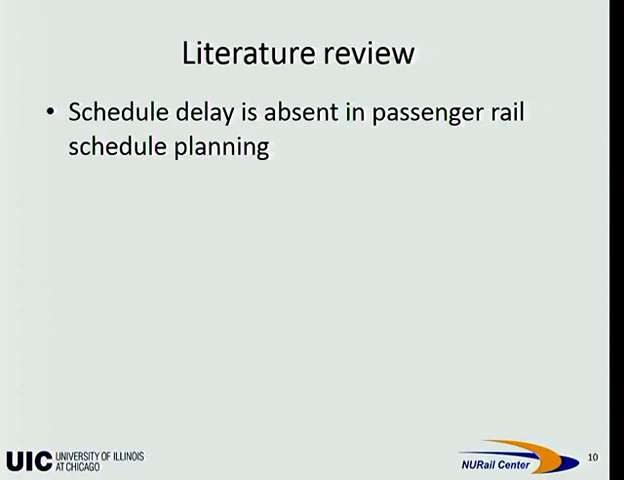 Literature review
• Schedule delay is absent in passenger rail
schedule planning
UIC UNIVERSITY OF ILLINOIS
AT CHICAGO
NURail Center
10